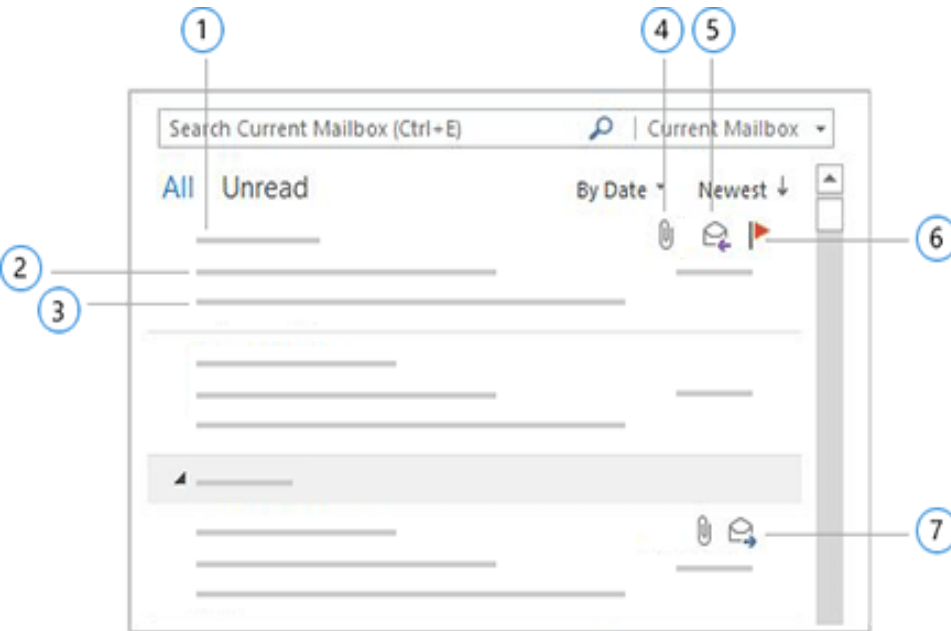 1 4 5
Search Current Mailbox (Ctrl+E) Current Mailbox
All Unread By Date Newest ↓
6
2
3
7